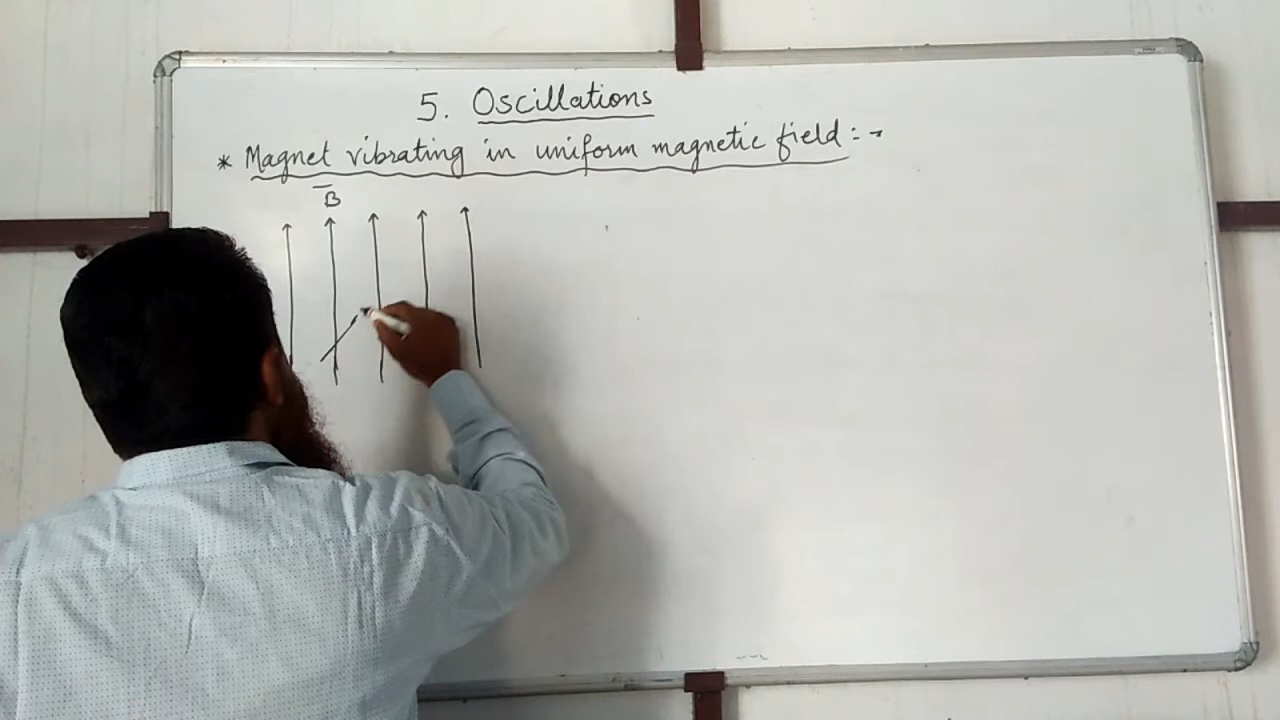 5. Oscillations
* Magnet vibrating in uniform magnetic field :→
B̅